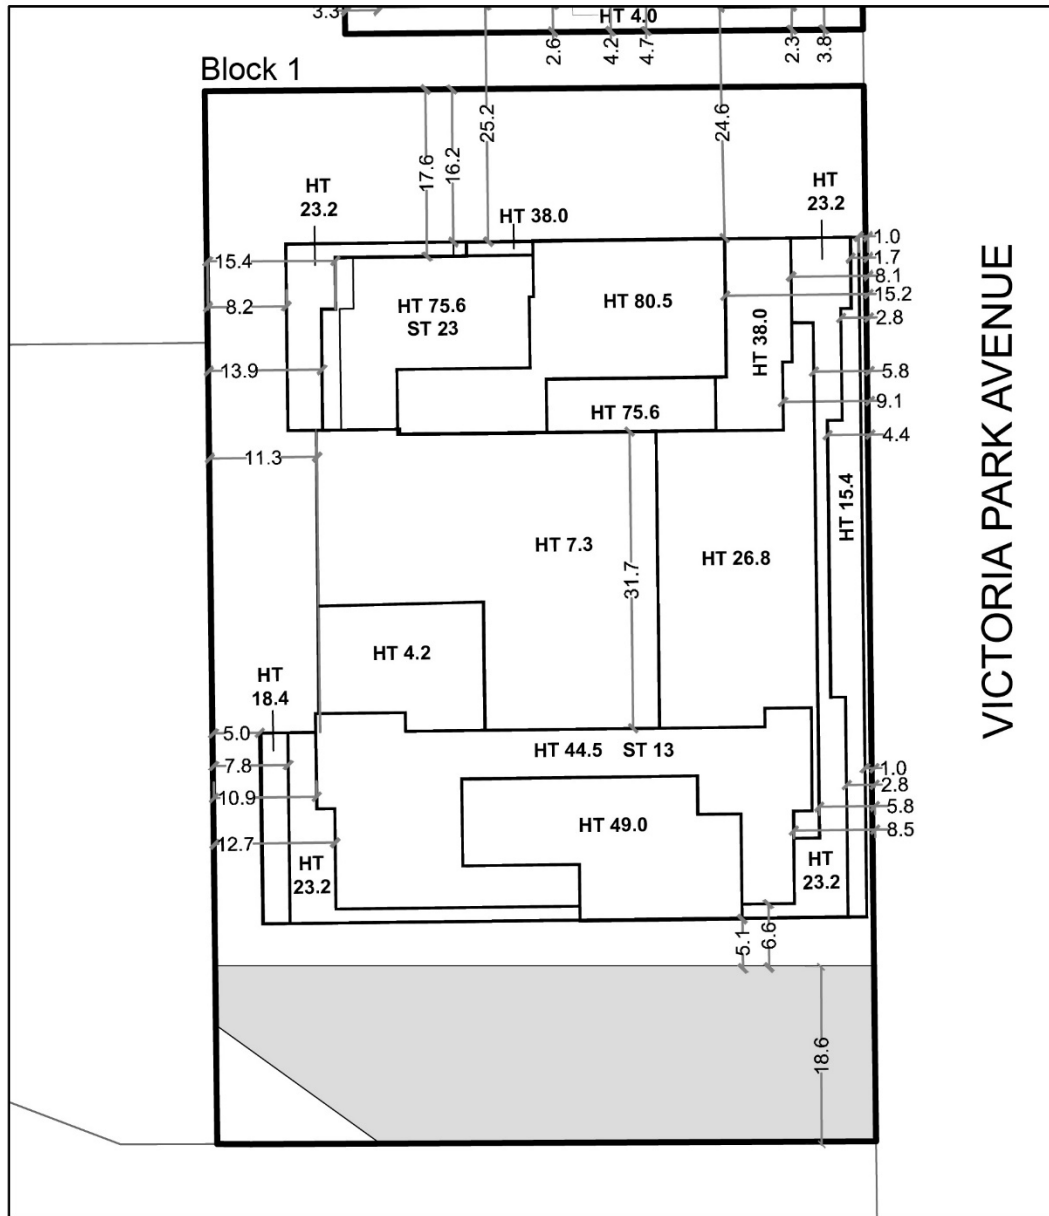 3.3
HT 4.0
2.6
4.2
4.7
2.3
3.8
Block 1
17.6
16.2
25.2
24.6
HT
23.2
HT 38.0
HT
23.2
1.0
1.7
8.1
15.2
2.8
15.4
8.2
HT 75.6
ST 23
HT 80.5
HT 38.0
13.9
5.8
9.1
HT 75.6
4.4
11.3
VICTORIA PARK AVENUE
HT 15.4
HT 7.3
31.7
HT 26.8
HT 4.2
HT
18.4
5.0
7.8
10.9
12.7
HT 44.5 ST 13
1.0
2.8
5.8
8.5
HT 49.0
HT
23.2
HT
23.2
5.1
6.6
18.6